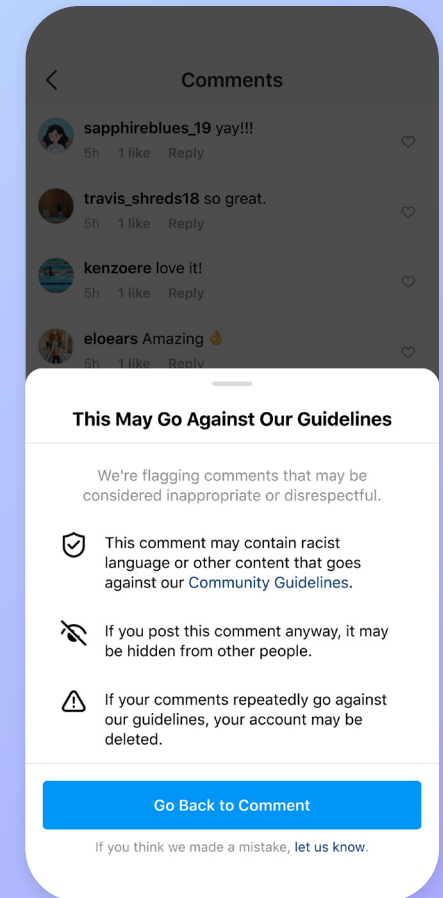 Comments
sapphireblues_19 yay!!!
5h 1 like Reply
travis_shreds18 so great.
5h 1 like Reply
kenzoere love it!
5h 1 like Reply
eloears Amazing 👌
5h 1 like Reply
This May Go Against Our Guidelines
We're flagging comments that may be
considered inappropriate or disrespectful.
This comment may contain racist
language or other content that goes
against our Community Guidelines.
If you post this comment anyway, it may
be hidden from other people.
If your comments repeatedly go against
our guidelines, your account may be
deleted.
Go Back to Comment
If you think we made a mistake, let us know.